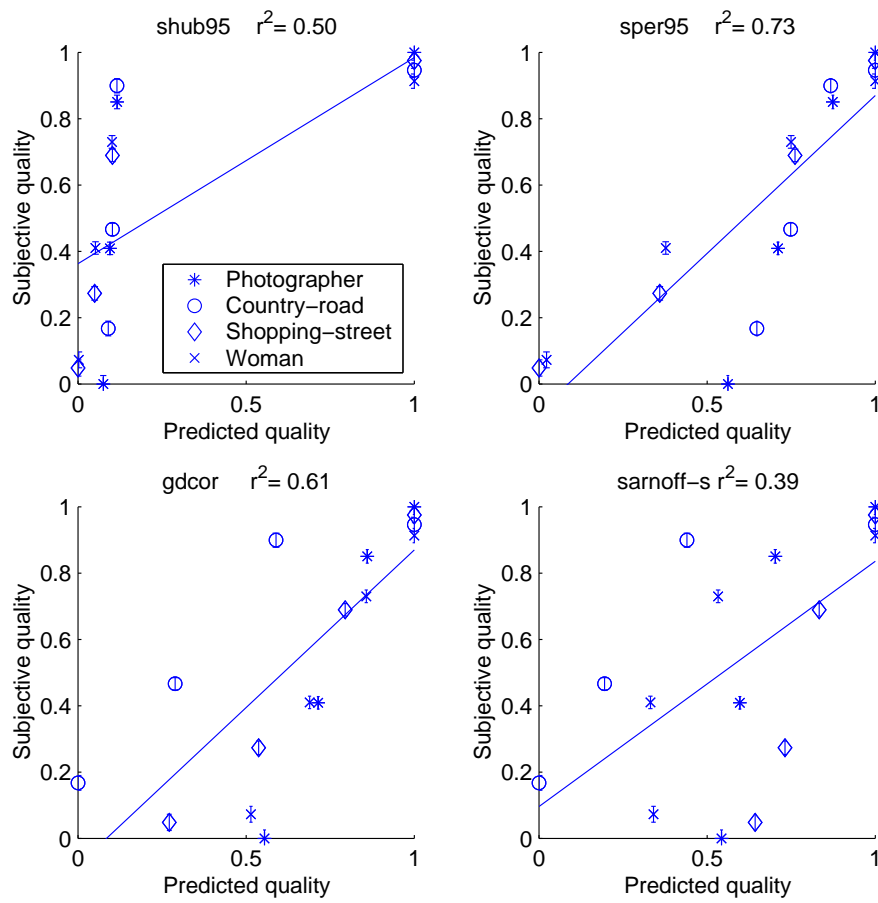 shub95 r²= 0.50
1
0.8
0.6
0.4
0.2
0
Subjective quality
Photographer
Country−road
Shopping−street
Woman
0 0.5 1
Predicted quality
sper95 r²= 0.73
1
0.8
0.6
0.4
0.2
0
Subjective quality
0 0.5 1
Predicted quality
gdcor r²= 0.61
1
0.8
0.6
0.4
0.2
0
Subjective quality
0 0.5 1
Predicted quality
sarnoff−s r²= 0.39
1
0.8
0.6
0.4
0.2
0
Subjective quality
0 0.5 1
Predicted quality